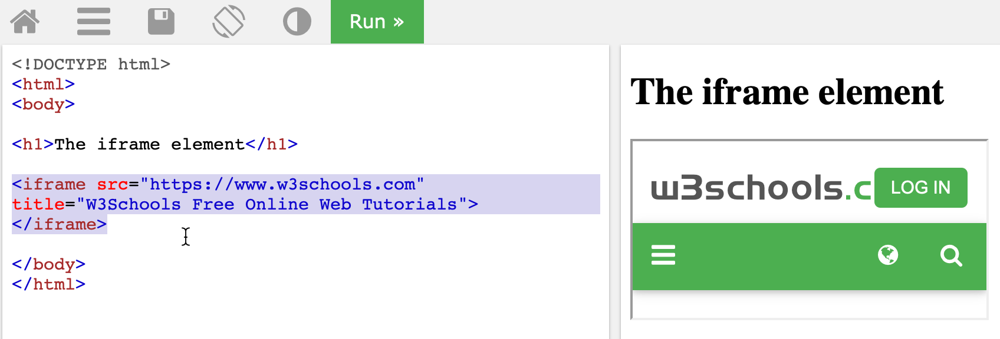 Run »
<!DOCTYPE html>
<html>
<body>
<h1>The iframe element</h1>
<iframe src="https://www.w3schools.com"
title="W3Schools Free Online Web Tutorials">
</iframe>
</body>
</html>
The iframe element
w3schools.c
LOG IN